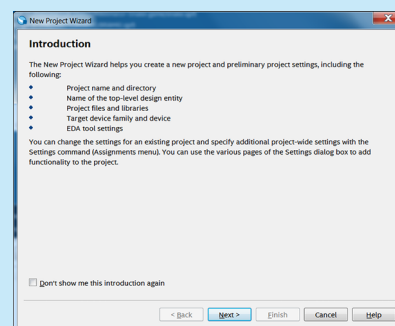 New Project Wizard
Introduction
The New Project Wizard helps you create a new project and preliminary project settings, including the
following:
Project name and directory
Name of the top-level design entity
Project files and libraries
Target device family and device
EDA tool settings
You can change the settings for an existing project and specify additional project-wide settings with the
Settings command (Assignments menu). You can use the various pages of the Settings dialog box to add
functionality to the project.
Don't show me this introduction again
< Back Next > Finish Cancel Help